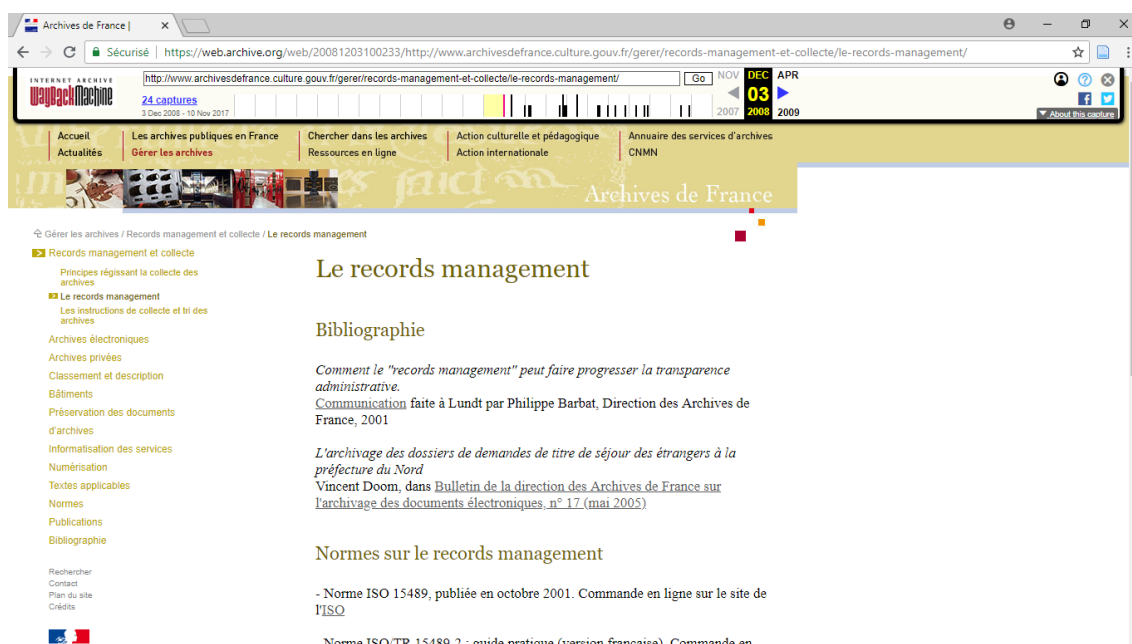 Archives de France |
Sécurisé | https://web.archive.org/web/20081203100233/http://www.archivesdefrance.culture.gouv.fr/gerer/records-management-et-collecte/le-records-management/
INTERNET ARCHIVE
WayBackMachine
http://www.archivesdefrance.culture.gouv.fr/gerer/records-management-et-collecte/le-records-management/
Go
NOV DEC APR
03
2007 2008 2009
24 captures
3 Dec 2008 - 10 Nov 2017
About this capture
Accueil
Actualités
Les archives publiques en France
Gérer les archives
Chercher dans les archives
Ressources en ligne
Action culturelle et pédagogique
Action internationale
Annuaire des services d'archives
CNMN
Archives de France
Gérer les archives / Records management et collecte / Le records management
Records management et collecte
Principes régissant la collecte des
archives
Le records management
Les instructions de collecte et tri des
archives
Archives électroniques
Archives privées
Classement et description
Bâtiments
Préservation des documents
d'archives
Informatisation des services
Numérisation
Textes applicables
Normes
Publications
Bibliographie
Rechercher
Contact
Plan du site
Crédits
Le records management
Bibliographie
Comment le "records management" peut faire progresser la transparence
administrative.
Communication faite à Lundt par Philippe Barbat, Direction des Archives de
France, 2001
L'archivage des dossiers de demandes de titre de séjour des étrangers à la
préfecture du Nord
Vincent Doom, dans Bulletin de la direction des Archives de France sur
l'archivage des documents électroniques, n° 17 (mai 2005)
Normes sur le records management
- Norme ISO 15489, publiée en octobre 2001. Commande en ligne sur le site de
l'ISO
- Norme ISO/TR 15489-2 : guide pratique (version française). Commande en